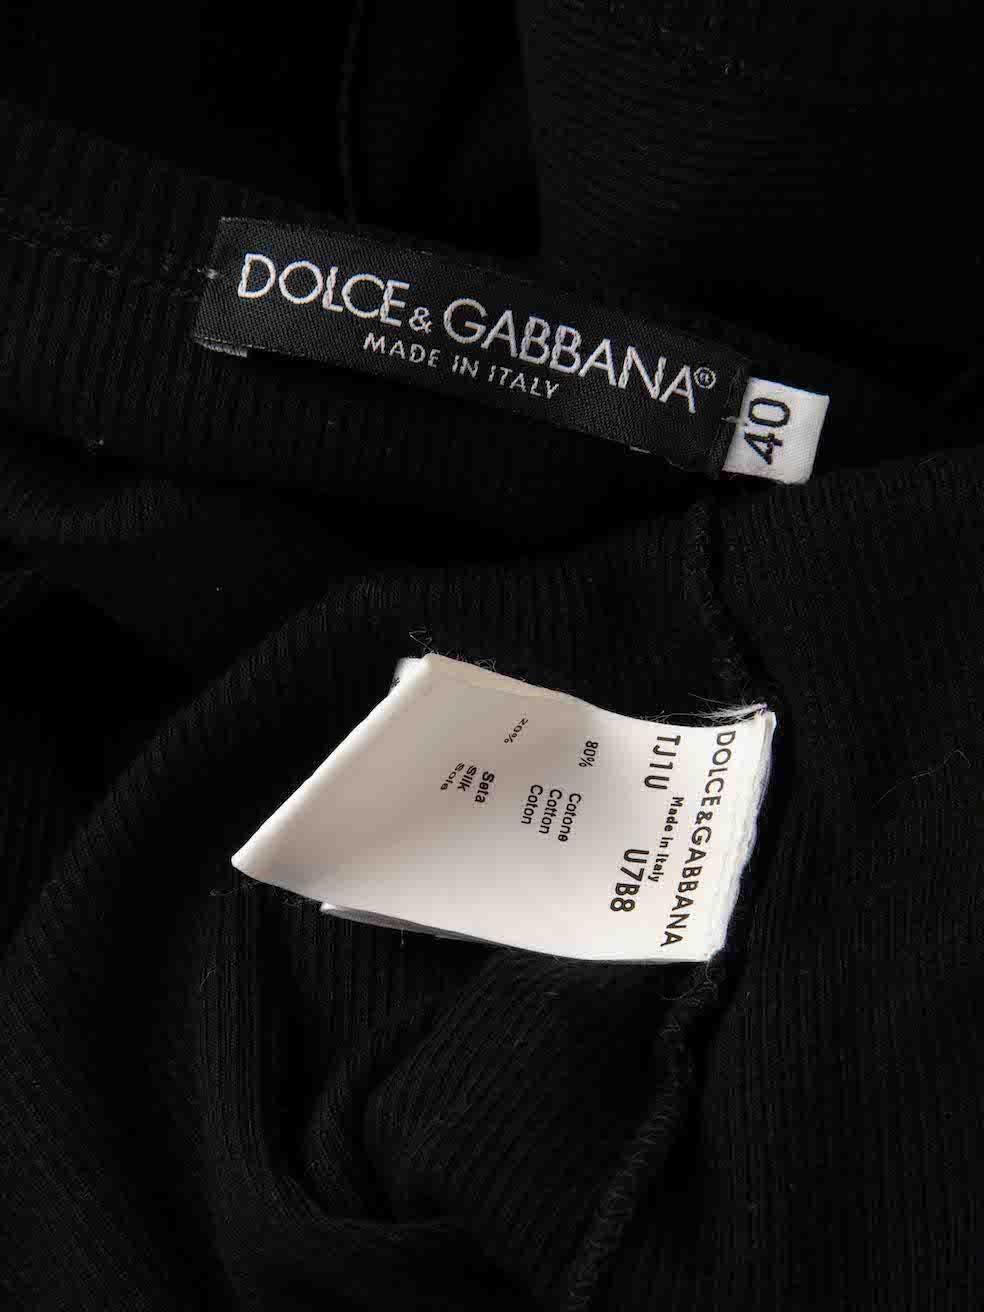 DOLCE & GABBANA®
MADE IN ITALY
40
DOLCE&GABBANA
Made in Italy
TJ1U U7B8
80% Cotone
Cotton
Coton
20% Seta
Silk
Soie